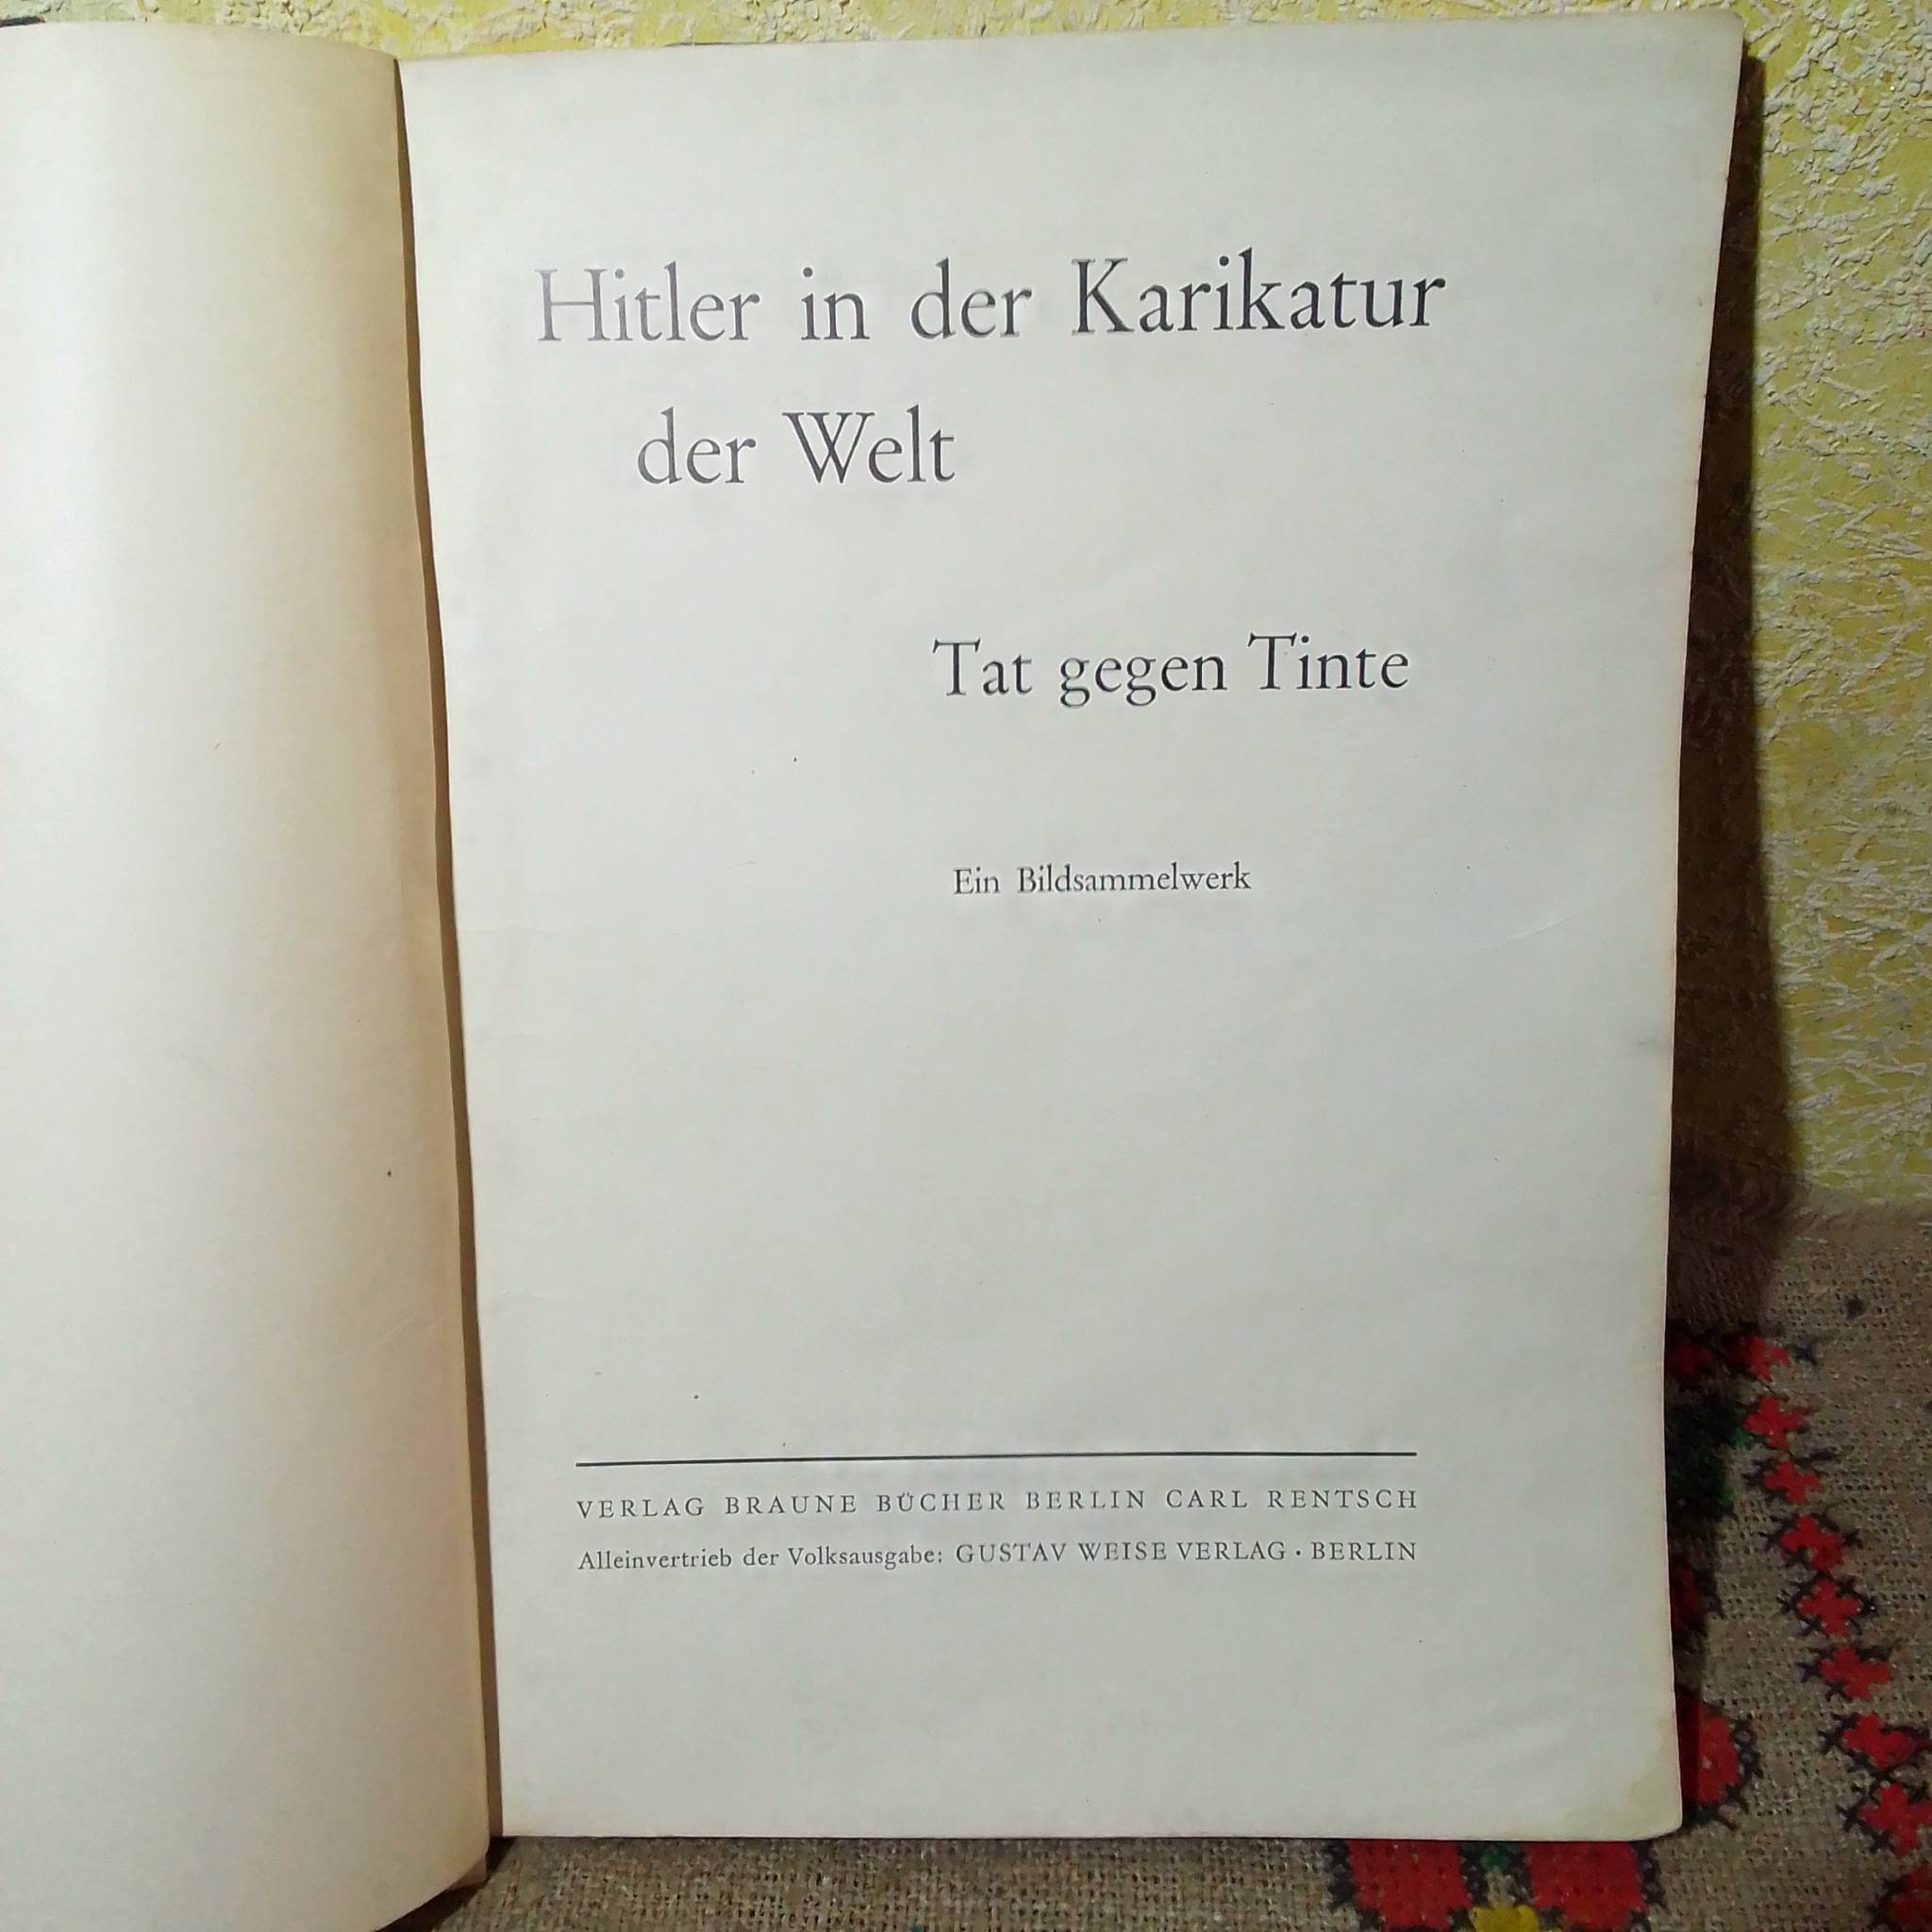 Hitler in der Karikatur
der Welt
Tat gegen Tinte
Ein Bildsammelwerk
VERLAG BRAUNE BÜCHER BERLIN CARL RENTSCH
Alleinvertrieb der Volksausgabe: GUSTAV WEISE VERLAG · BERLIN